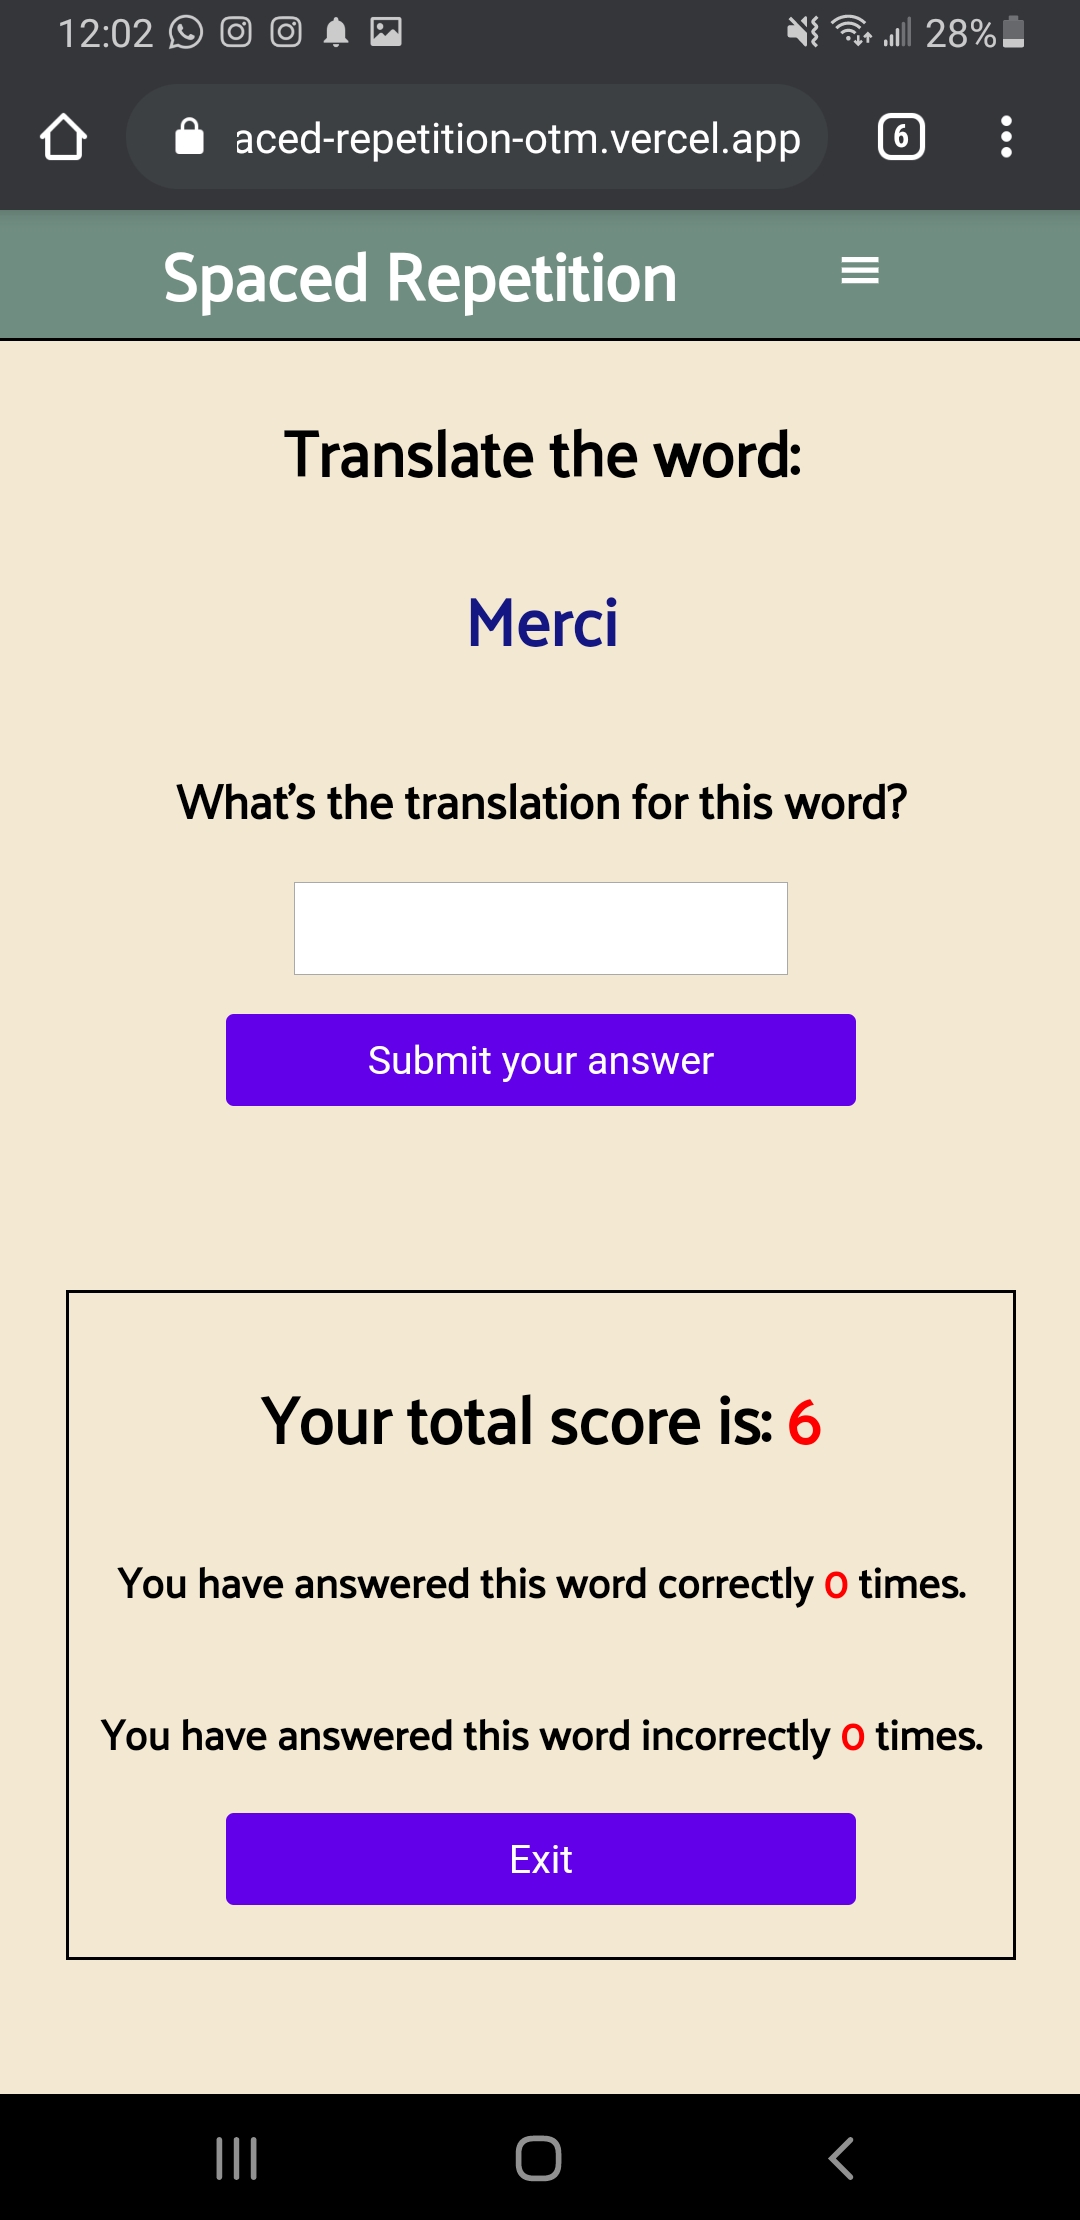 12:02
28%
aced-repetition-otm.vercel.app
6
Spaced Repetition
Translate the word:
Merci
What's the translation for this word?
Submit your answer
Your total score is: 6
You have answered this word correctly 0 times.
You have answered this word incorrectly 0 times.
Exit